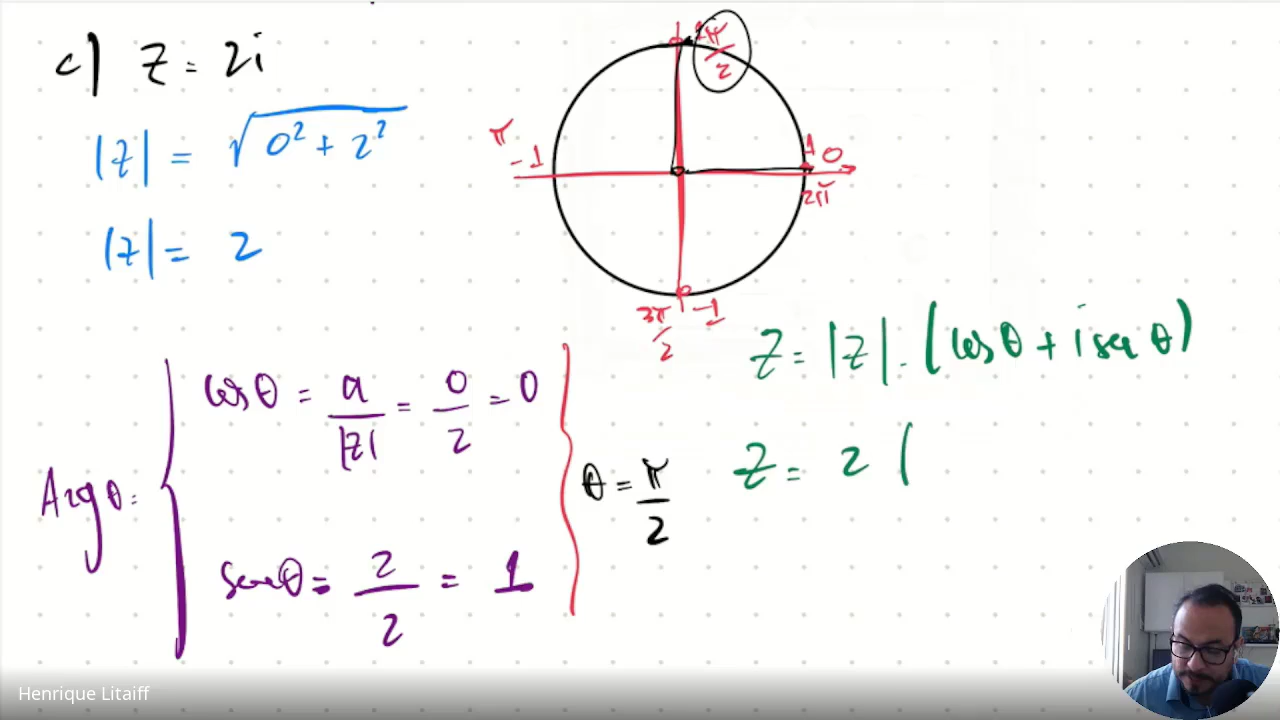 c) z = 2i
|z| = √0² + 2²
|z| = 2
π
-1
1
π/2
1
0
2π
3π/2
-1
z = |z| . (cos θ + i sen θ)
z = 2 (
Arg θ =
cos θ = a/|z| = 0/2 = 0
sen θ = 2/2 = 1
θ = π/2
Henrique Litaiff